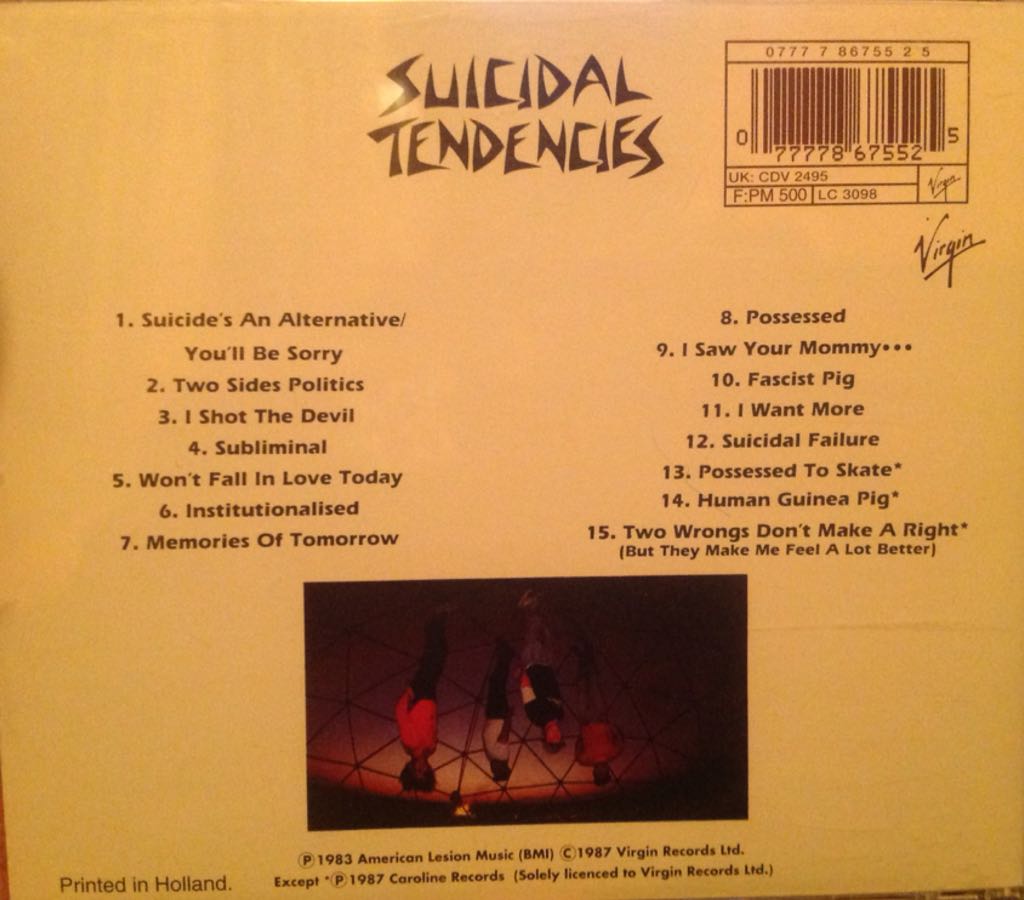 SUICIDAL
TENDENCIES
0777 7 86755 2 5
0 77778 67552 5
UK: CDV 2495
F:PM 500 LC 3098
Virgin
Virgin
1. Suicide's An Alternative/
You'll Be Sorry
2. Two Sides Politics
3. I Shot The Devil
4. Subliminal
5. Won't Fall In Love Today
6. Institutionalised
7. Memories Of Tomorrow
8. Possessed
9. I Saw Your Mommy•••
10. Fascist Pig
11. I Want More
12. Suicidal Failure
13. Possessed To Skate*
14. Human Guinea Pig*
15. Two Wrongs Don't Make A Right*
(But They Make Me Feel A Lot Better)
Ⓟ1983 American Lesion Music (BMI) ©1987 Virgin Records Ltd.
Except *Ⓟ1987 Caroline Records (Solely licenced to Virgin Records Ltd.)
Printed in Holland.